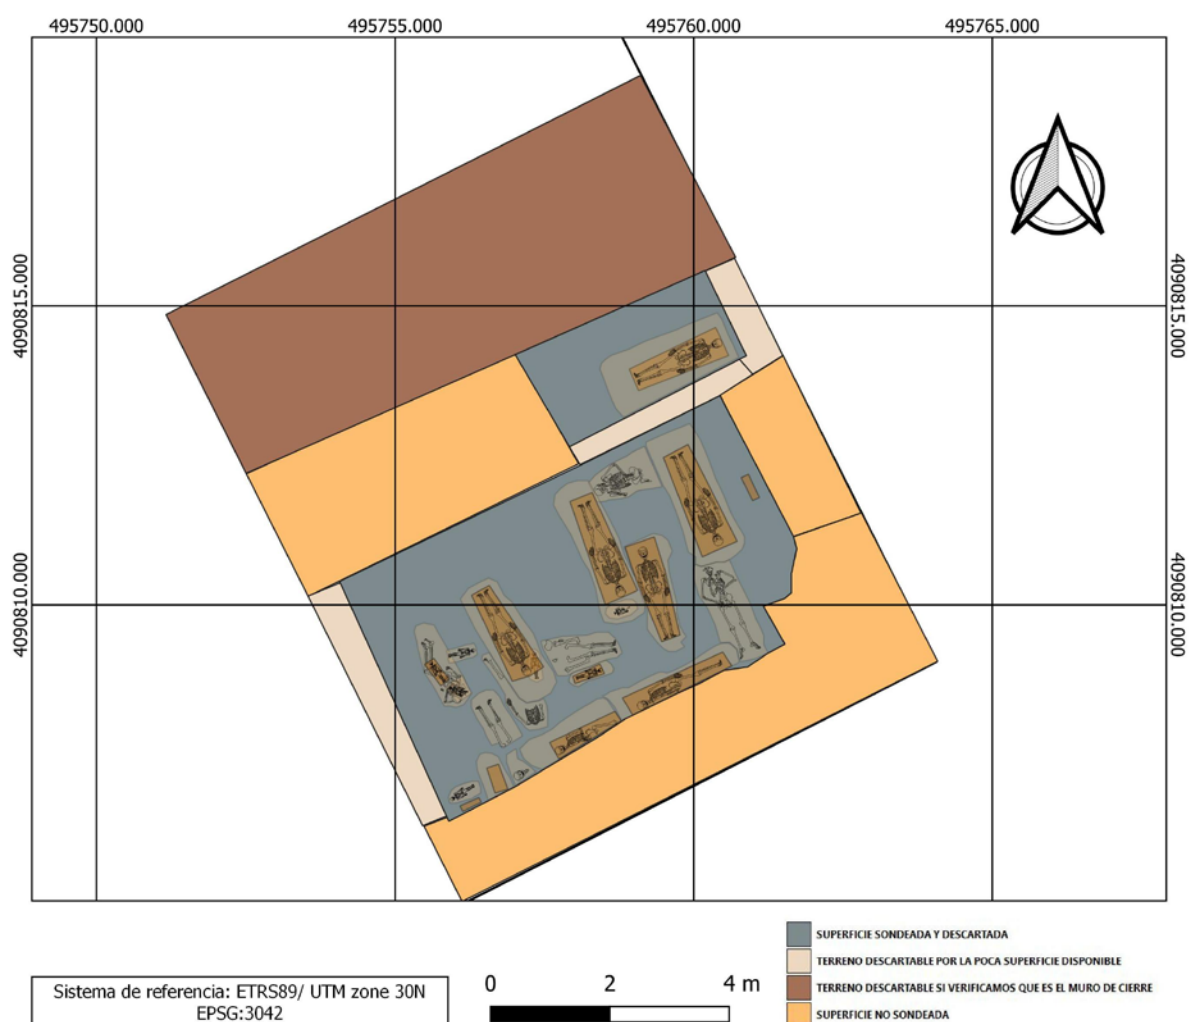 495750.000 495755.000 495760.000 495765.000
4090815.000 4090815.000
4090810.000 4090810.000
SUPERFICIE SONDEADA Y DESCARTADA
TERRENO DESCARTABLE POR LA POCA SUPERFICIE DISPONIBLE
TERRENO DESCARTABLE SI VERIFICAMOS QUE ES EL MURO DE CIERRE
SUPERFICIE NO SONDEADA
Sistema de referencia: ETRS89/ UTM zone 30N
EPSG:3042
0 2 4 m